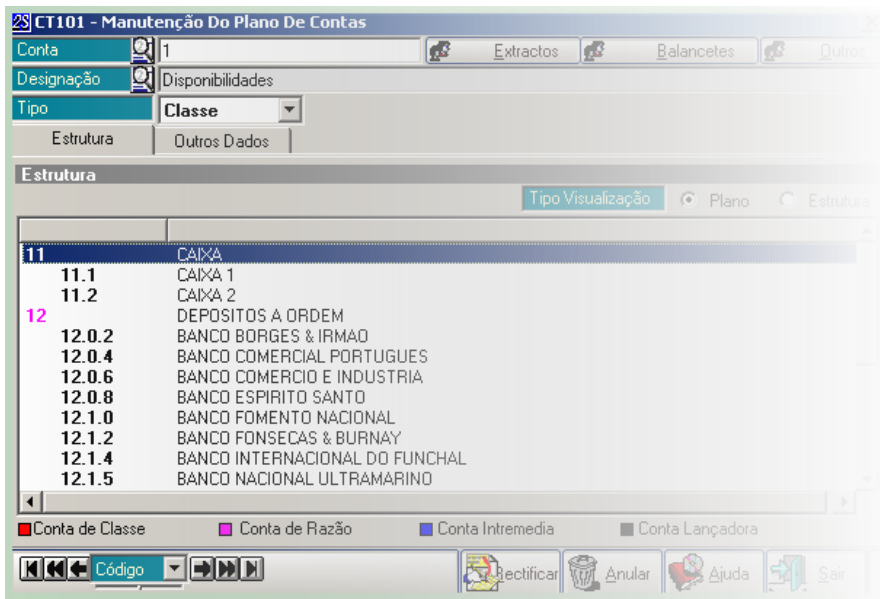 2S CT101 - Manutenção Do Plano De Contas
Conta 1 Extractos Balancetes Outros
Designação Disponibilidades
Tipo Classe
Estrutura Outros Dados
Estrutura
Tipo Visualização Plano Estrutura
11 CAIXA
11.1 CAIXA 1
11.2 CAIXA 2
12 DEPOSITOS A ORDEM
12.0.2 BANCO BORGES & IRMAO
12.0.4 BANCO COMERCIAL PORTUGUES
12.0.6 BANCO COMERCIO E INDUSTRIA
12.0.8 BANCO ESPIRITO SANTO
12.1.0 BANCO FOMENTO NACIONAL
12.1.2 BANCO FONSECAS & BURNAY
12.1.4 BANCO INTERNACIONAL DO FUNCHAL
12.1.5 BANCO NACIONAL ULTRAMARINO
Conta de Classe Conta de Razão Conta Intremedia Conta Lançadora
Código Rectificar Anular Ajuda Sair